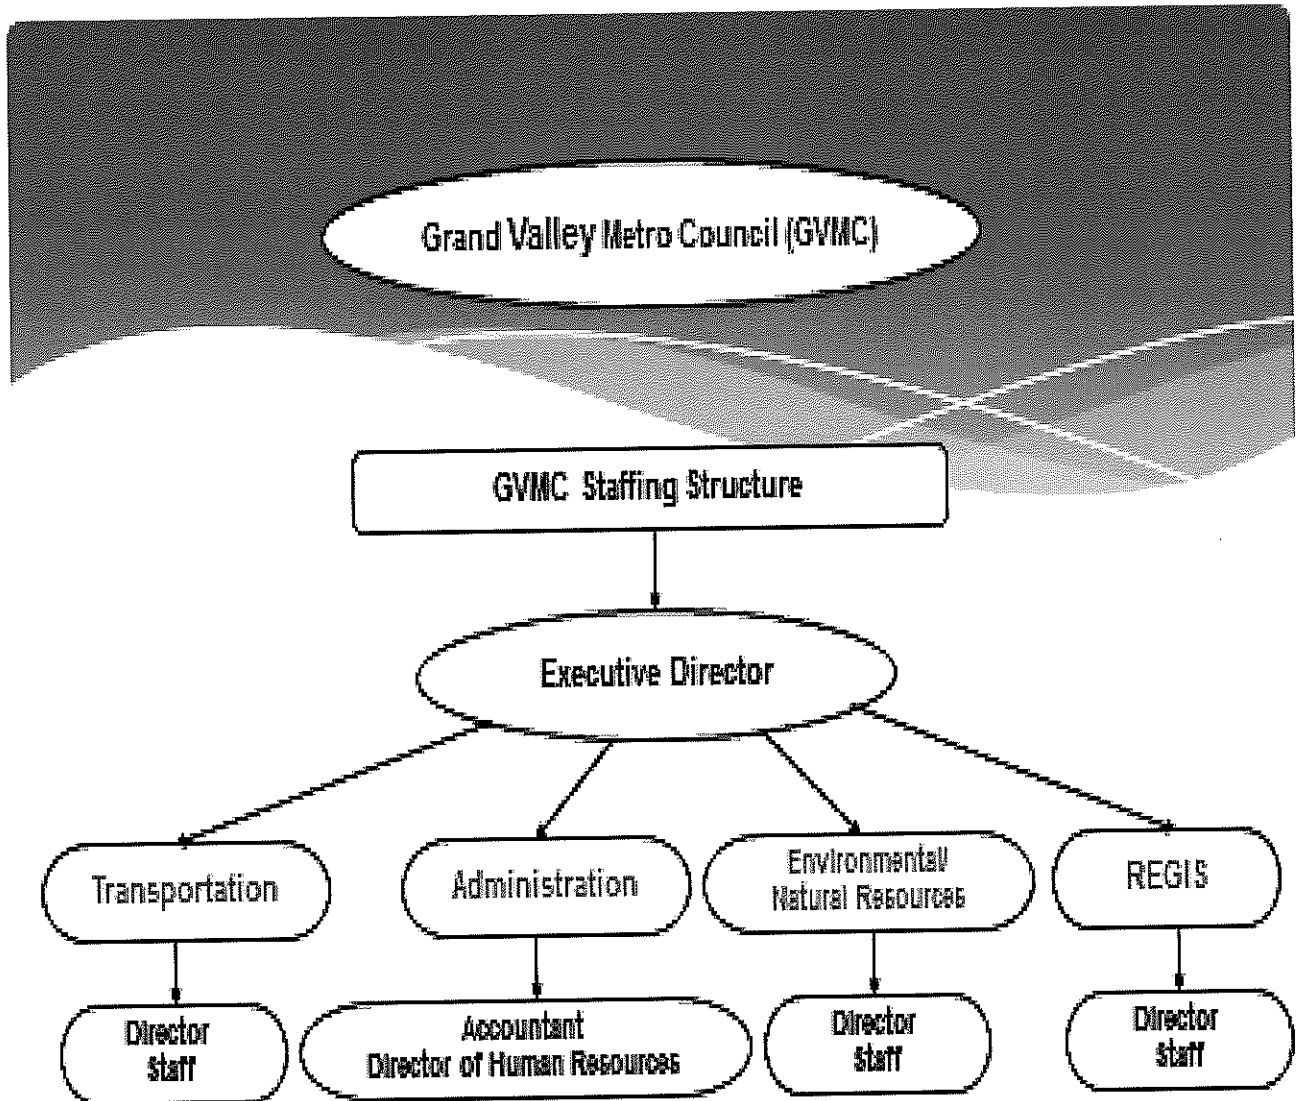 Grand Valley Metro Council (GVMC)
GVMC Staffing Structure
Executive Director
Transportation
Administration
Environmental/
Natural Resources
REGIS
Director
Staff
Accountant
Director of Human Resources
Director
Staff
Director
Staff